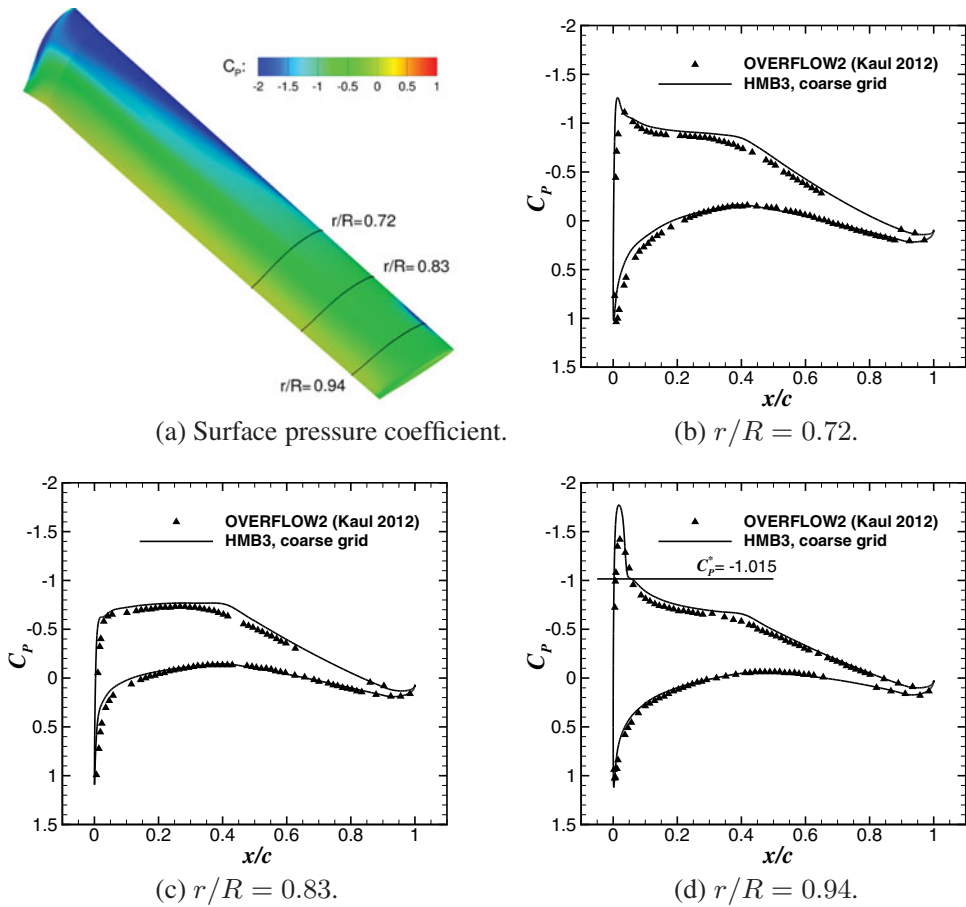 C_P:
-2 -1.5 -1 -0.5 0 0.5 1
r/R= 0.72
r/R= 0.83
r/R= 0.94
(a) Surface pressure coefficient.
-2
-1.5
-1
-0.5
0
0.5
1
1.5
C_P
OVERFLOW2 (Kaul 2012)
HMB3, coarse grid
0 0.2 0.4 0.6 0.8 1
x/c
(b) r/R = 0.72.
-2
-1.5
-1
-0.5
0
0.5
1
1.5
C_P
OVERFLOW2 (Kaul 2012)
HMB3, coarse grid
0 0.2 0.4 0.6 0.8 1
x/c
(c) r/R = 0.83.
-2
-1.5
-1
-0.5
0
0.5
1
1.5
C_P
OVERFLOW2 (Kaul 2012)
HMB3, coarse grid
C_P^*= -1.015
0 0.2 0.4 0.6 0.8 1
x/c
(d) r/R = 0.94.